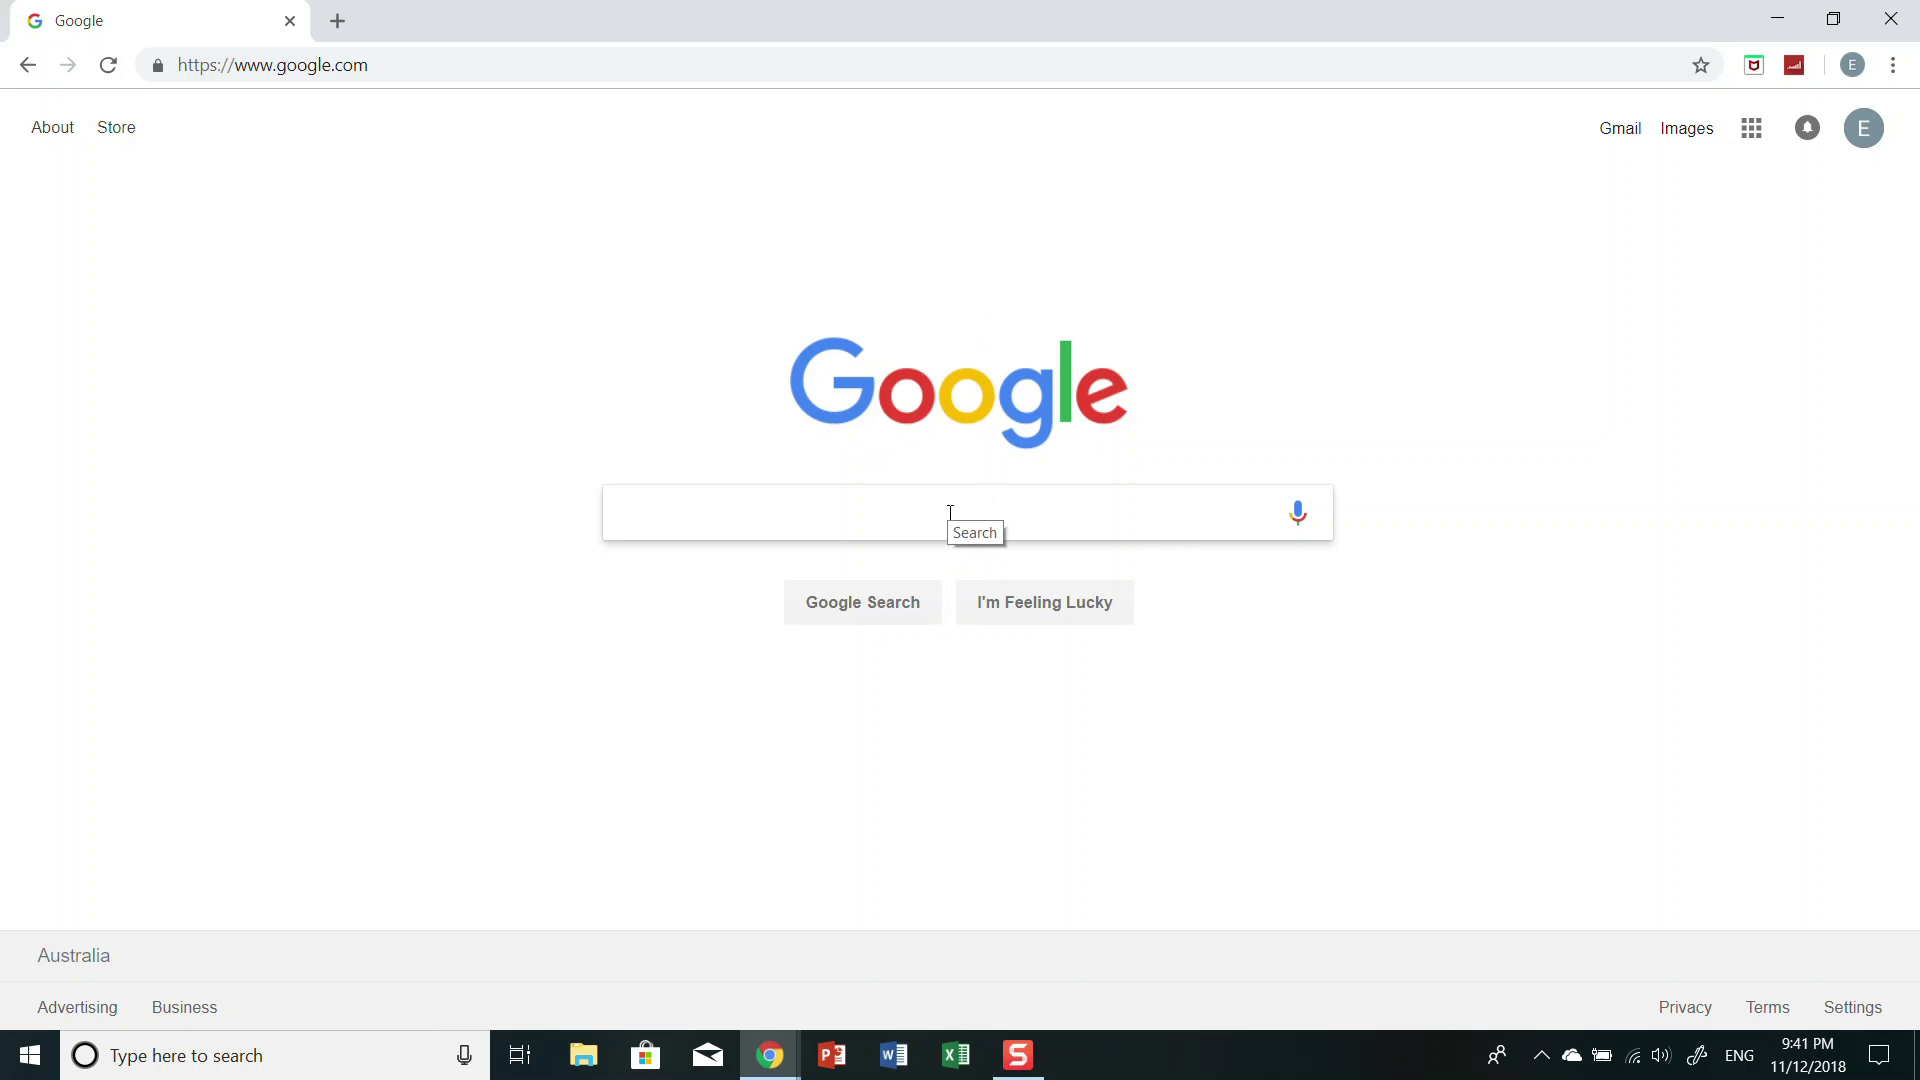 Google
https://www.google.com
E
About Store
Gmail Images
E
Google
Search
Google Search I'm Feeling Lucky
Australia
Advertising Business
Privacy Terms Settings
Type here to search
ENG
9:41 PM
11/12/2018